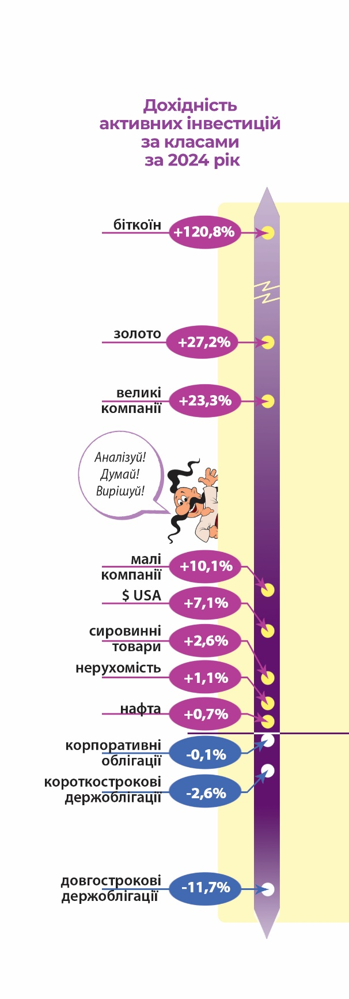 Дохідність
активних інвестицій
за класами
за 2024 рік
біткоїн +120,8%
золото +27,2%
великі
компанії
+23,3%
Аналізуй!
Думай!
Вирішуй!
малі
компанії
+10,1%
$ USA +7,1%
сировинні
товари
+2,6%
нерухомість +1,1%
нафта +0,7%
корпоративні
облігації
-0,1%
короткострокові
держоблігації
-2,6%
довгострокові
держоблігації
-11,7%